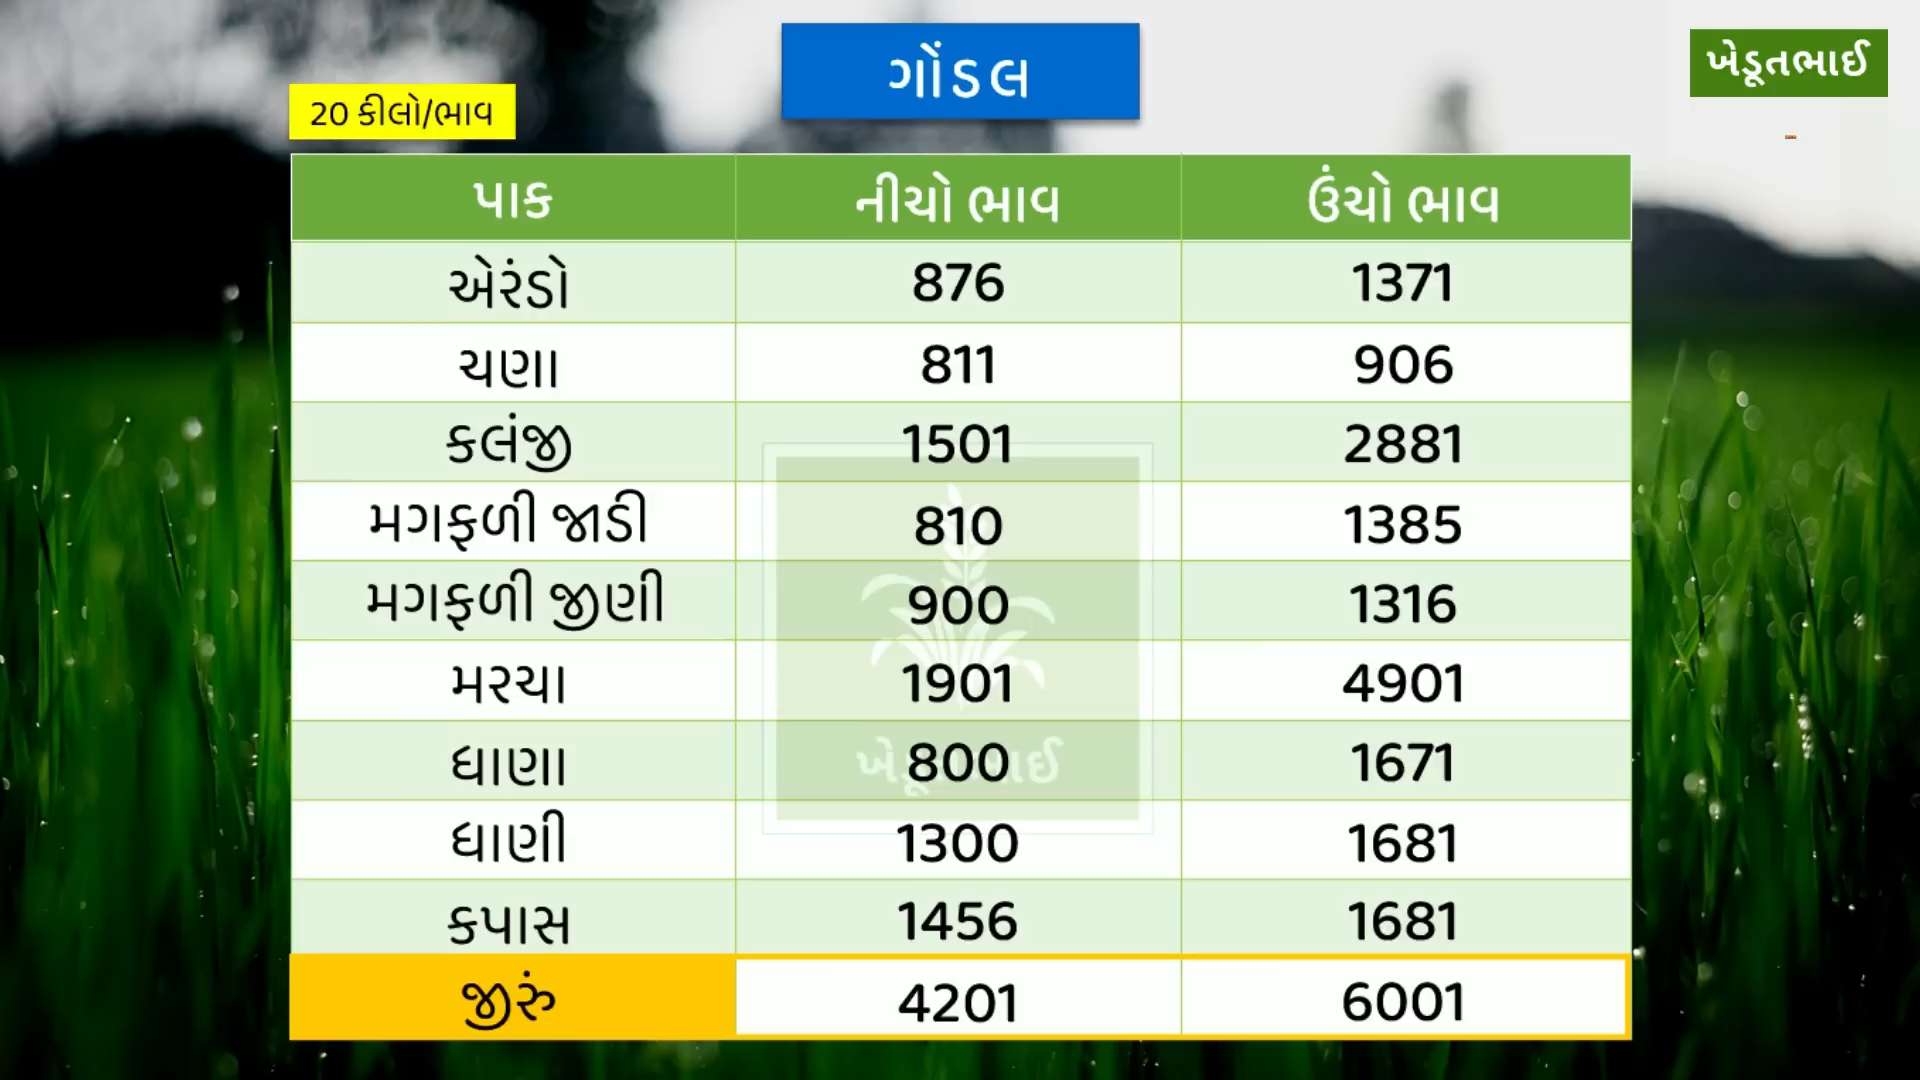 ગોંડલ
ખેડૂતભાઈ
20 કીલો/ભાવ
પાક નીચો ભાવ ઉંચો ભાવ
એરંડો 876 1371
ચણા 811 906
કલંજી 1501 2881
મગફળી જાડી 810 1385
મગફળી જીણી 900 1316
મરચા 1901 4901
ધાણા 800 1671
ધાણી 1300 1681
કપાસ 1456 1681
જીરું 4201 6001